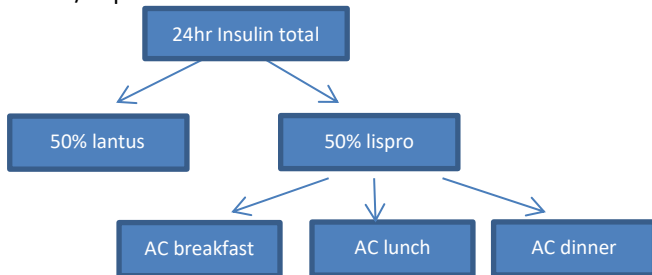 24hr Insulin total
50% lantus
50% lispro
AC breakfast
AC lunch
AC dinner